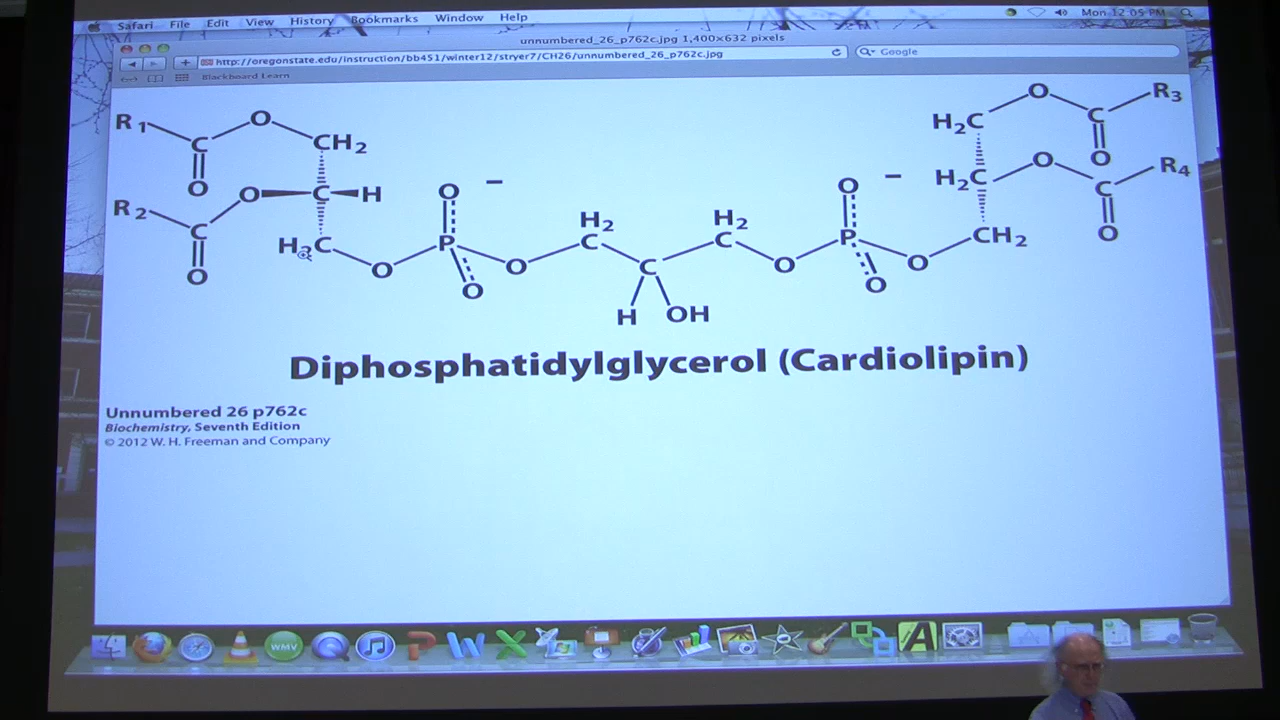 Safari File Edit View History Bookmarks Window Help Mon 12:05 PM
unnumbered_26_p762c.jpg 1,400×632 pixels
http://oregonstate.edu/instruction/bb451/winter12/stryer7/CH26/unnumbered_26_p762c.jpg Google
Blackboard Learn
R1 C O O CH2
R2 C O O C H
H2C O P O O O −
H2 C C H OH H2 C
O P O O O −
H2C O C O R3
H2C O C O R4
CH2
Diphosphatidylglycerol (Cardiolipin)
Unnumbered 26 p762c
Biochemistry, Seventh Edition
© 2012 W. H. Freeman and Company
WMV